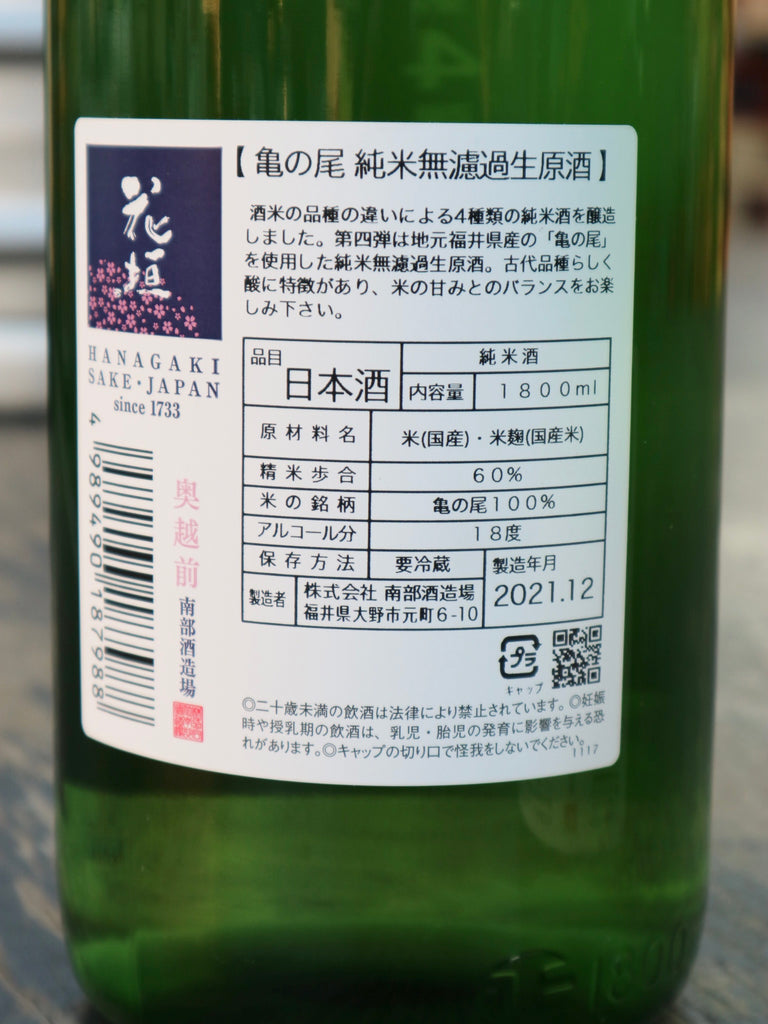 花垣
HANAGAKI
SAKE・JAPAN
since 1733
4 989490 187988
奥越前
南部酒造場
【亀の尾 純米無濾過生原酒】
酒米の品種の違いによる4種類の純米酒を醸造
しました。第四弾は地元福井県産の「亀の尾」
を使用した純米無濾過生原酒。古代品種らしく
酸に特徴があり、米の甘みとのバランスをお楽
しみ下さい。
品目 日本酒 純米酒
内容量 1800ml
原材料名 米(国産)・米麹(国産米)
精米歩合 60%
米の銘柄 亀の尾100%
アルコール分 18度
保存方法 要冷蔵 製造年月
2021.12
製造者 株式会社 南部酒造場
福井県大野市元町6-10
プラ
キャップ
◎二十歳未満の飲酒は法律により禁止されています。◎妊娠
時や授乳期の飲酒は、乳児・胎児の発育に影響を与える恐
れがあります。◎キャップの切り口で怪我をしないでください。
1117